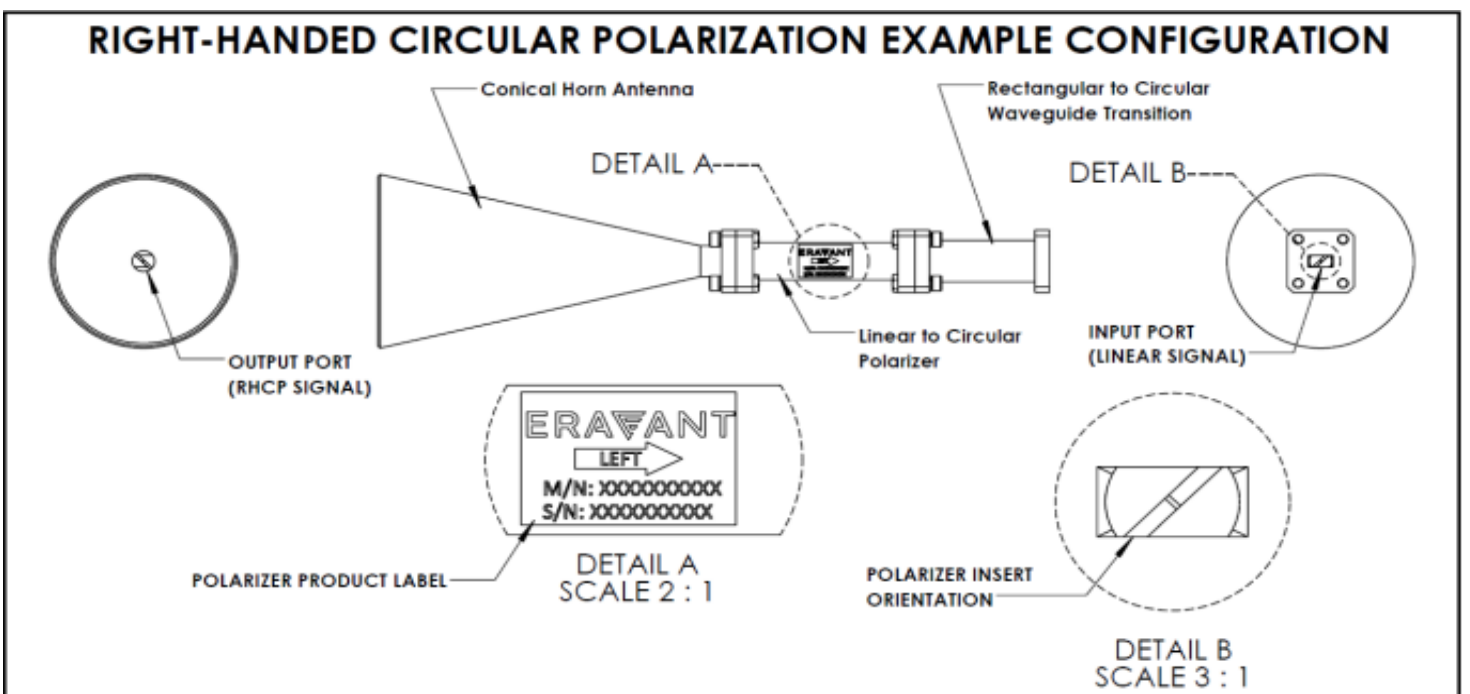 RIGHT-HANDED CIRCULAR POLARIZATION EXAMPLE CONFIGURATION
Conical Horn Antenna
Rectangular to Circular
Waveguide Transition
DETAIL A
DETAIL B
ERAVANT
OUTPUT PORT
(RHCP SIGNAL)
Linear to Circular
Polarizer
INPUT PORT
(LINEAR SIGNAL)
ERAVANT
LEFT
M/N: XXXXXXXXXXX
S/N: XXXXXXXXXXX
POLARIZER PRODUCT LABEL
DETAIL A
SCALE 2 : 1
POLARIZER INSERT
ORIENTATION
DETAIL B
SCALE 3 : 1